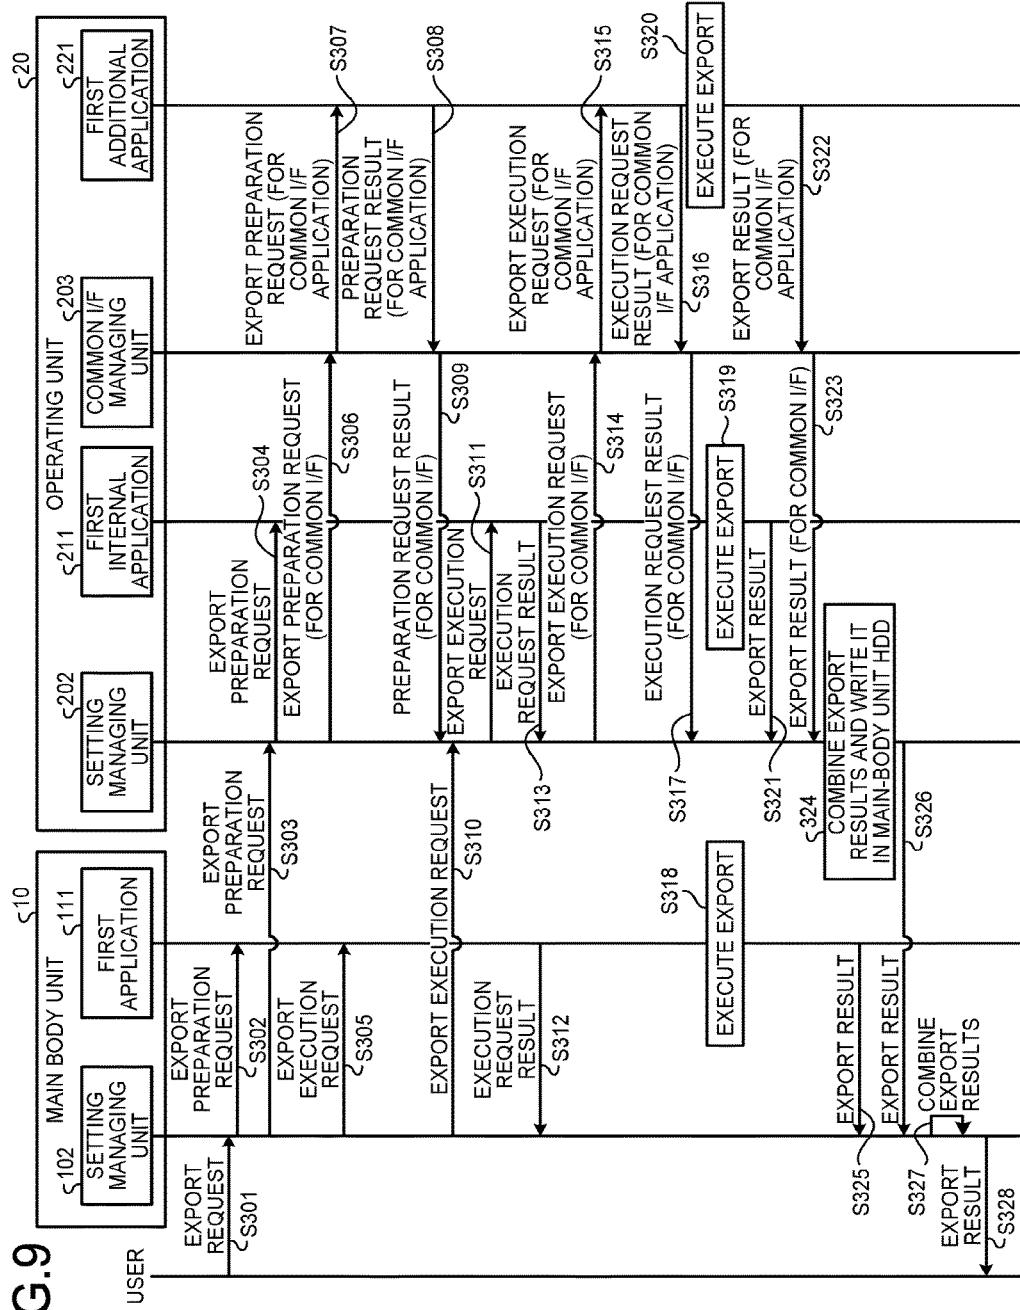 G.9
USER
MAIN BODY UNIT
10
102
SETTING
MANAGING
UNIT
111
FIRST
APPLICATION
OPERATING UNIT
20
2202
SETTING
MANAGING
UNIT
211
FIRST
INTERNAL
APPLICATION
203
COMMON I/F
MANAGING
UNIT
221
FIRST
ADDITIONAL
APPLICATION
EXPORT
REQUEST
S301
EXPORT
PREPARATION
REQUEST
S302
EXPORT
PREPARATION
REQUEST
S303
EXPORT
PREPARATION
REQUEST
S304
EXPORT
EXECUTION
REQUEST
S305
EXPORT PREPARATION REQUEST
(FOR COMMON I/F)
S306
EXPORT PREPARATION
REQUEST (FOR
COMMON I/F
APPLICATION)
S307
PREPARATION
REQUEST RESULT
(FOR COMMON I/F
APPLICATION)
S308
PREPARATION REQUEST RESULT
(FOR COMMON I/F)
S309
EXPORT EXECUTION REQUEST
S310
EXPORT EXECUTION
REQUEST
S311
EXECUTION
REQUEST
RESULT
S312
EXECUTION
REQUEST RESULT
S313
EXPORT EXECUTION REQUEST
(FOR COMMON I/F)
S314
EXPORT EXECUTION
REQUEST (FOR
COMMON I/F
APPLICATION)
S315
EXECUTION REQUEST
RESULT (FOR COMMON
I/F APPLICATION)
S316
EXECUTION REQUEST RESULT
(FOR COMMON I/F)
S317
S318
EXECUTE EXPORT
S319
EXECUTE EXPORT
S320
EXECUTE EXPORT
EXPORT RESULT
S321
EXPORT RESULT (FOR
COMMON I/F
APPLICATION)
S322
EXPORT RESULT (FOR COMMON I/F)
S323
S324
COMBINE EXPORT
RESULTS AND WRITE IT
IN MAIN-BODY UNIT HDD
EXPORT RESULT
S325
EXPORT RESULT
S326
COMBINE
EXPORT
RESULTS
S327
EXPORT
RESULT
S328